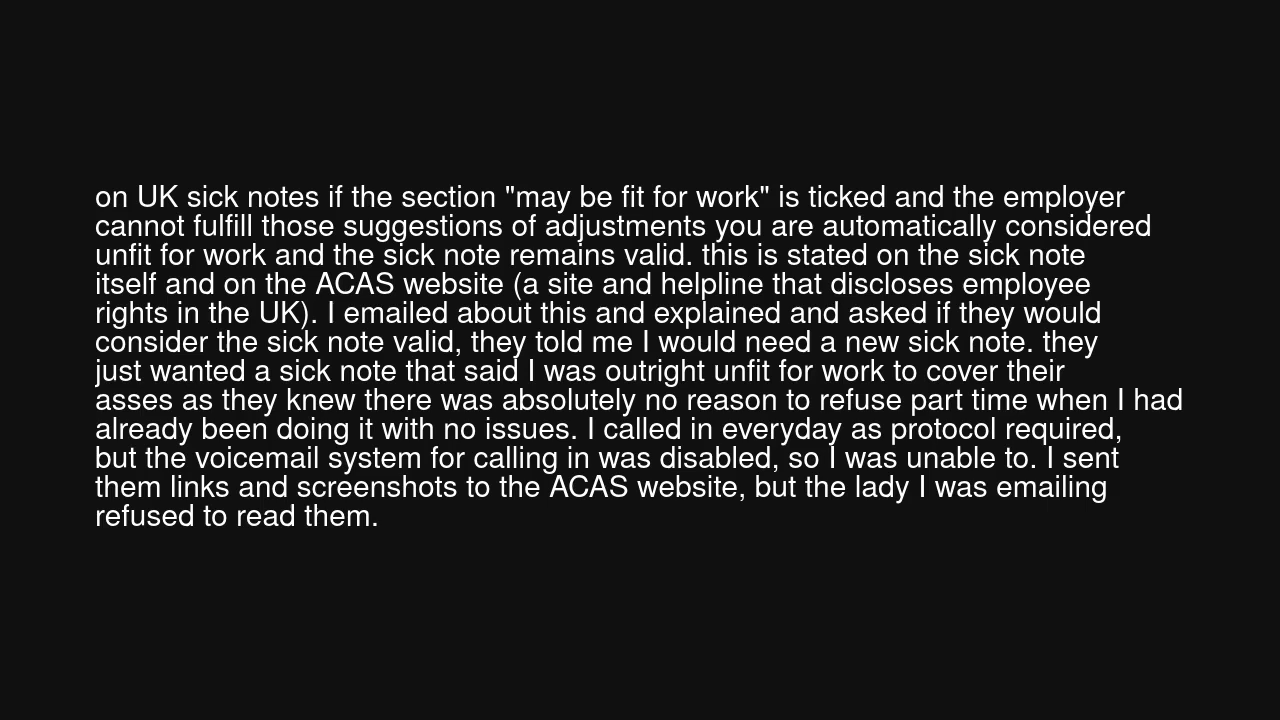 on UK sick notes if the section "may be fit for work" is ticked and the employer
cannot fulfill those suggestions of adjustments you are automatically considered
unfit for work and the sick note remains valid. this is stated on the sick note
itself and on the ACAS website (a site and helpline that discloses employee
rights in the UK). I emailed about this and explained and asked if they would
consider the sick note valid, they told me I would need a new sick note. they
just wanted a sick note that said I was outright unfit for work to cover their
asses as they knew there was absolutely no reason to refuse part time when I had
already been doing it with no issues. I called in everyday as protocol required,
but the voicemail system for calling in was disabled, so I was unable to. I sent
them links and screenshots to the ACAS website, but the lady I was emailing
refused to read them.